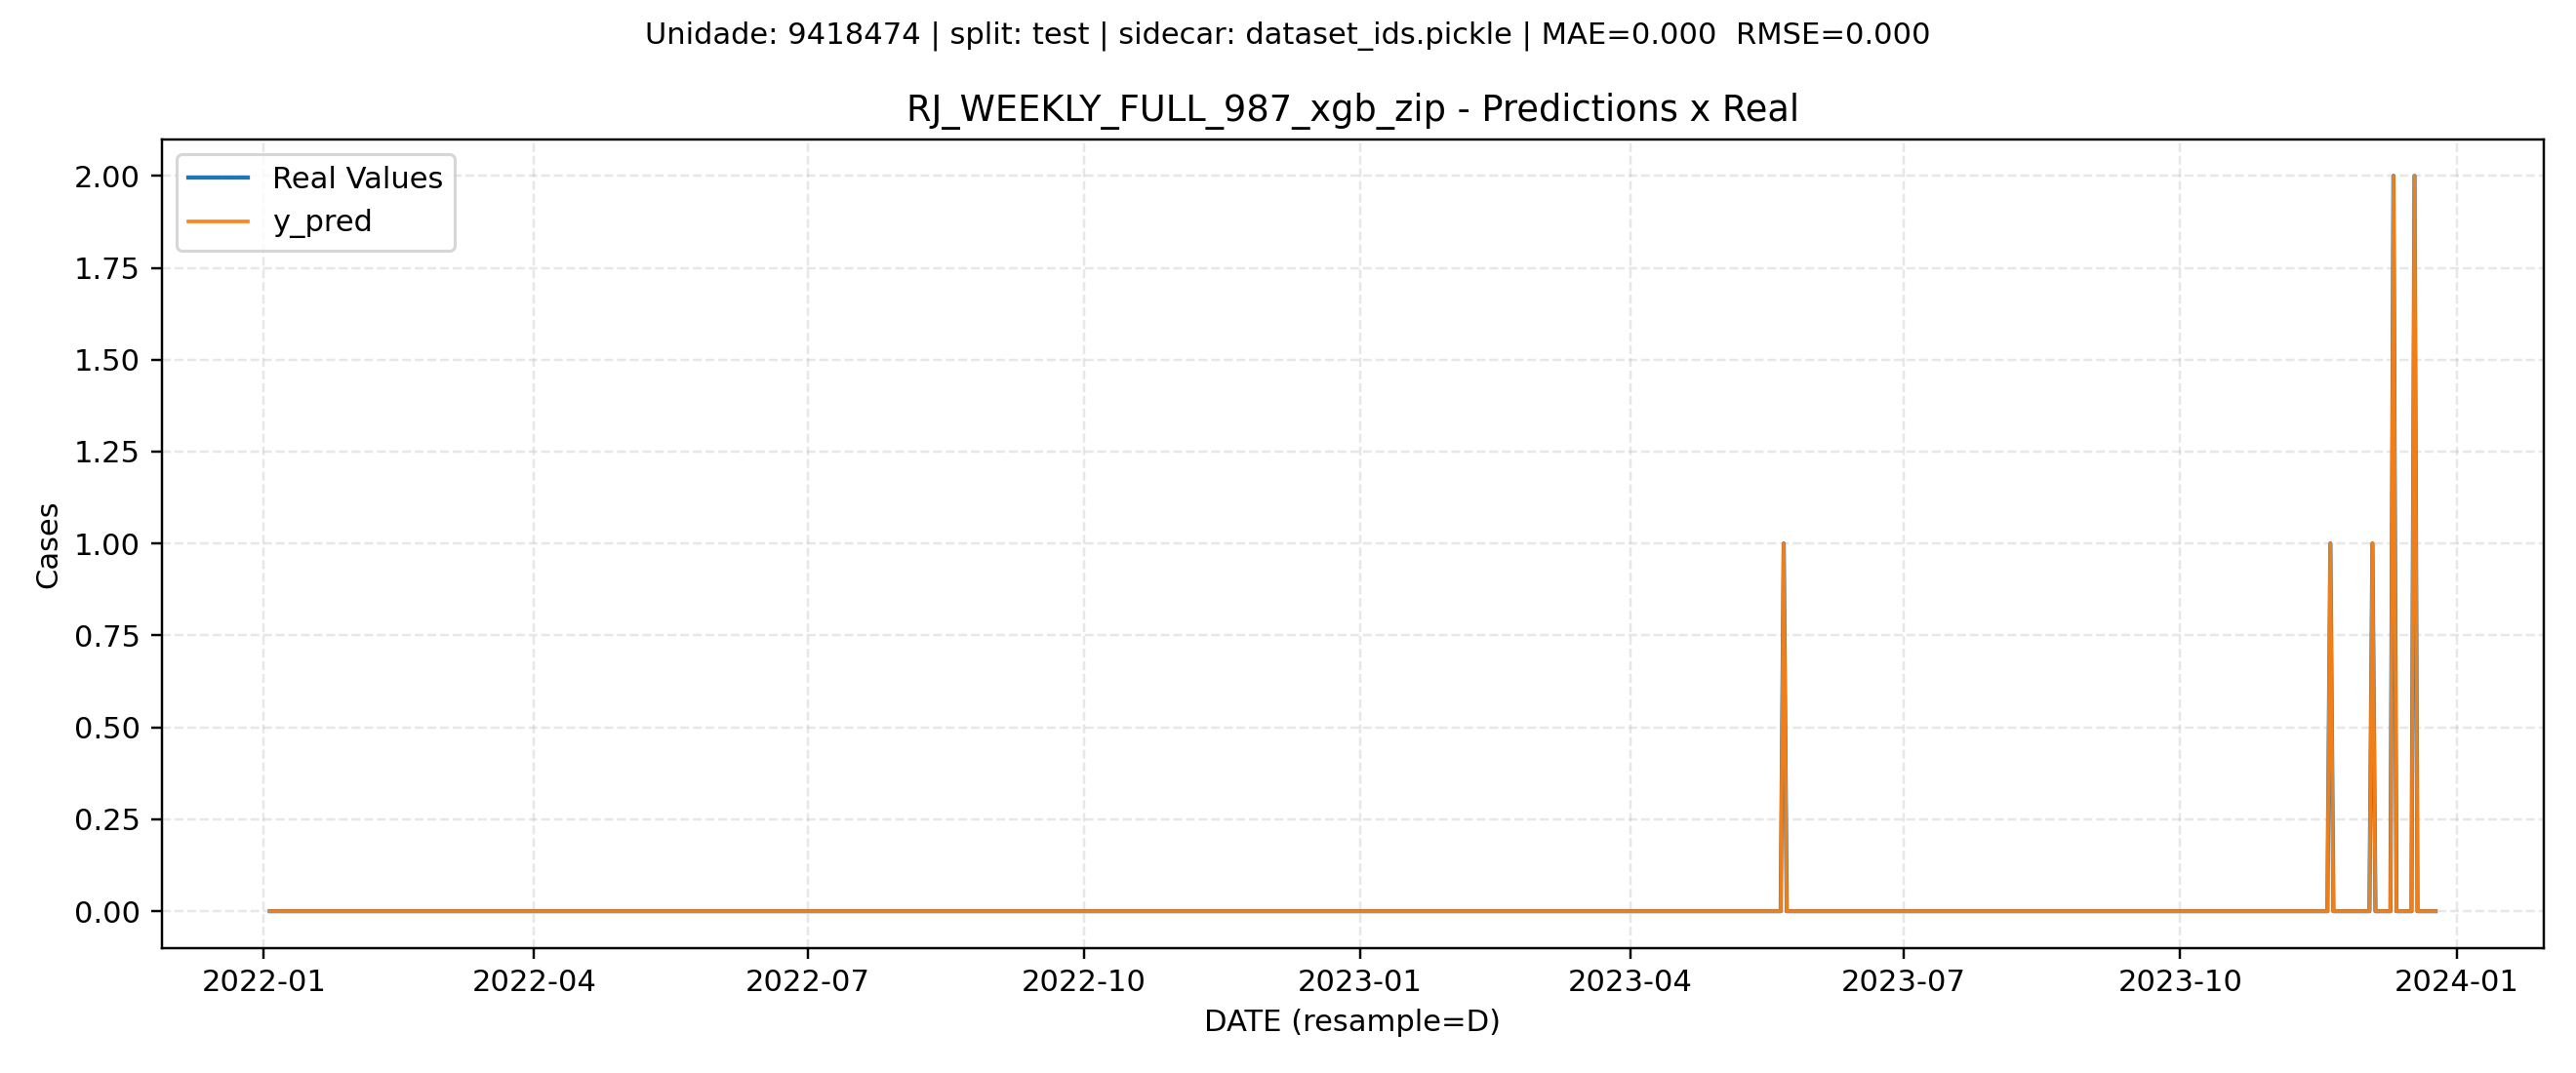 Unidade: 9418474 | split: test | sidecar: dataset_ids.pickle | MAE=0.000  RMSE=0.000
RJ_WEEKLY_FULL_987_xgb_zip - Predictions x Real
Real Values
y_pred
2.00
1.75
1.50
1.25
1.00
0.75
0.50
0.25
0.00
Cases
2022-01 2022-04 2022-07 2022-10 2023-01 2023-04 2023-07 2023-10 2024-01
DATE (resample=D)